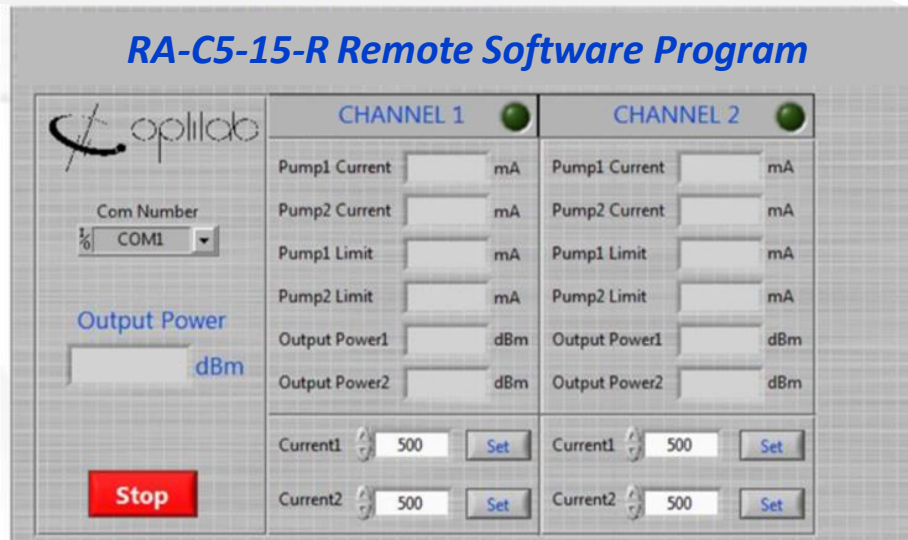 RA-C5-15-R Remote Software Program
optilab
Com Number
COM1
Output Power
dBm
Stop
CHANNEL 1
Pump1 Current mA
Pump2 Current mA
Pump1 Limit mA
Pump2 Limit mA
Output Power1 dBm
Output Power2 dBm
Current1 500 Set
Current2 500 Set
CHANNEL 2
Pump1 Current mA
Pump2 Current mA
Pump1 Limit mA
Pump2 Limit mA
Output Power1 dBm
Output Power2 dBm
Current1 500 Set
Current2 500 Set